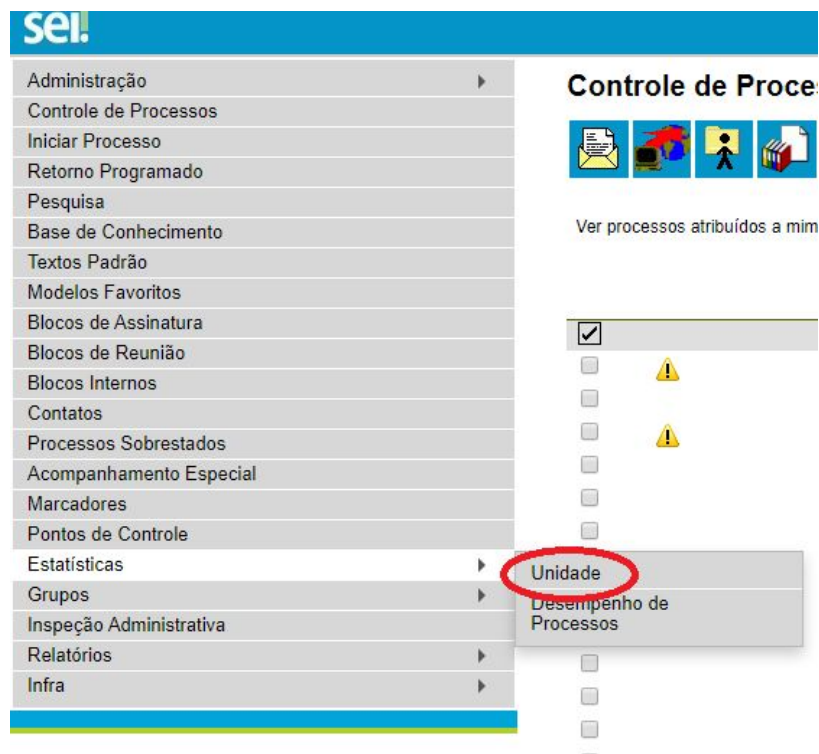 sei!
Administração
Controle de Processos
Iniciar Processo
Retorno Programado
Pesquisa
Base de Conhecimento
Textos Padrão
Modelos Favoritos
Blocos de Assinatura
Blocos de Reunião
Blocos Internos
Contatos
Processos Sobrestados
Acompanhamento Especial
Marcadores
Pontos de Controle
Estatísticas
Grupos
Inspeção Administrativa
Relatórios
Infra
Unidade
Desempenho de
Processos
Controle de Proces
Ver processos atribuídos a mim